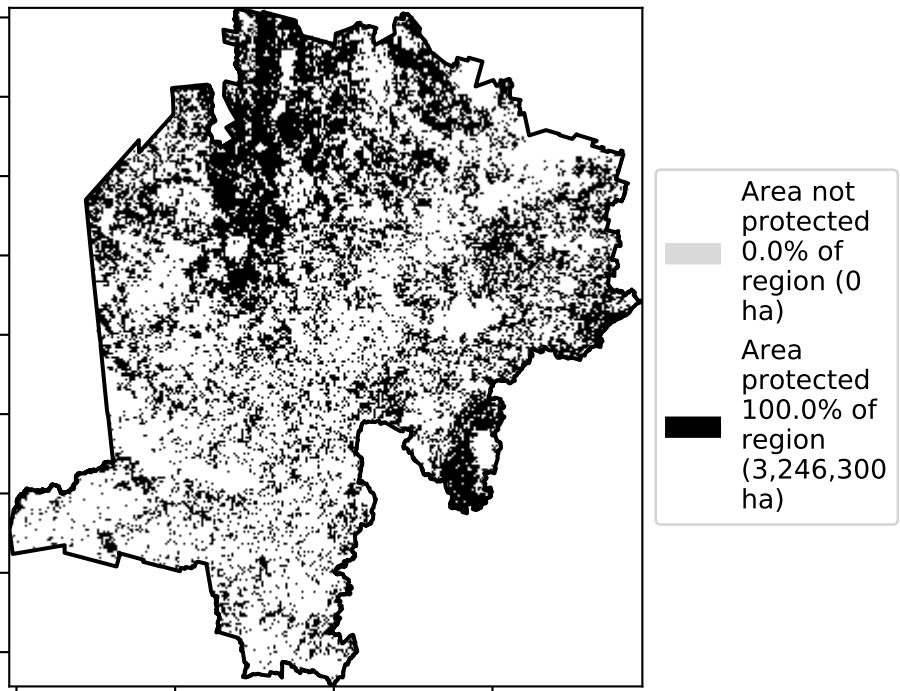 Area not
protected
0.0% of
region (0
ha)
Area
protected
100.0% of
region
(3,246,300
ha)